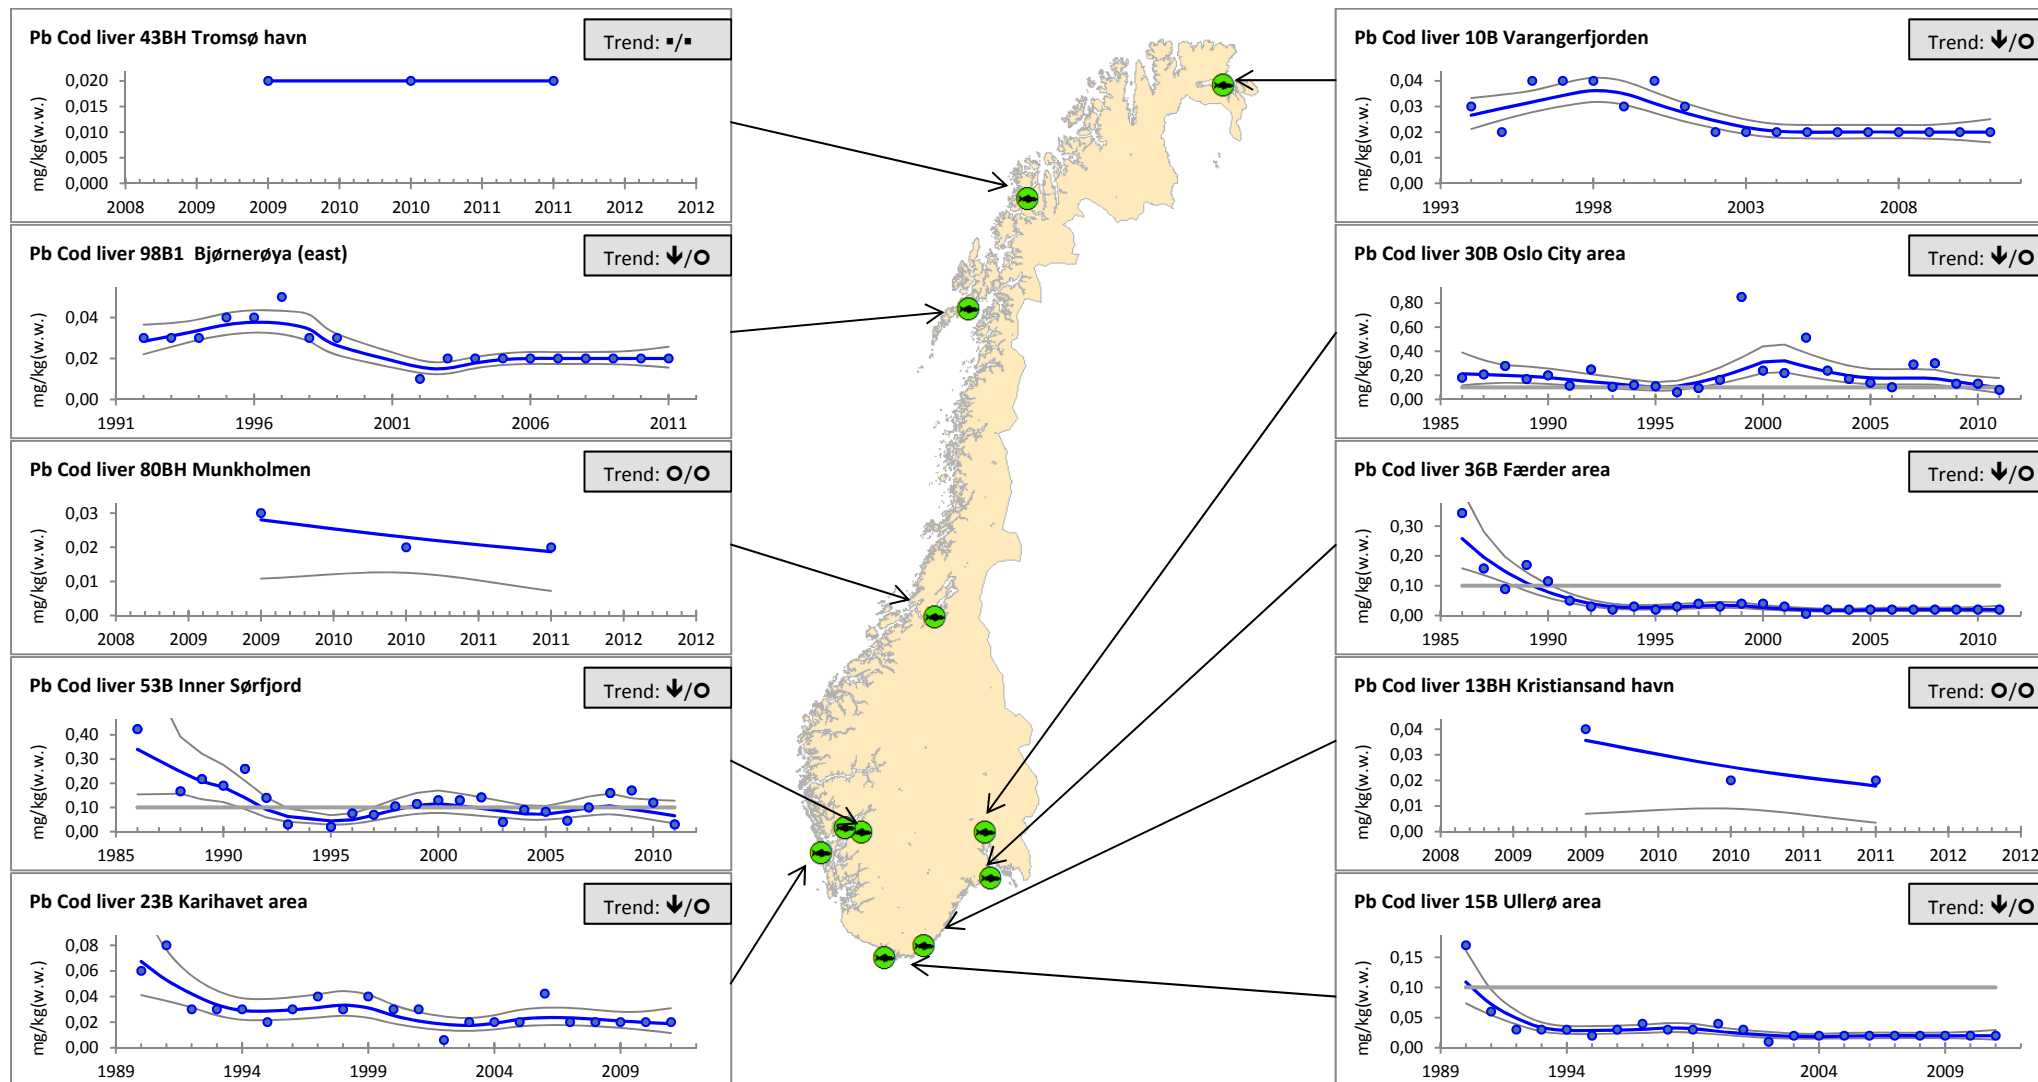 Pb Cod liver 43BH Tromsø havn
Trend: ▪/▪
mg/kg(w.w.)
0,020
0,015
0,010
0,005
0,000
2008 2009 2009 2010 2010 2011 2011 2012 2012
Pb Cod liver 98B1 Bjørnerøya (east)
Trend: 🡻/O
mg/kg(w.w.)
0,04
0,02
0,00
1991 1996 2001 2006 2011
Pb Cod liver 80BH Munkholmen
Trend: O/O
mg/kg(w.w.)
0,03
0,02
0,01
0,00
2008 2009 2009 2010 2010 2011 2011 2012 2012
Pb Cod liver 53B Inner Sørfjord
Trend: 🡻/O
mg/kg(w.w.)
0,40
0,30
0,20
0,10
0,00
1985 1990 1995 2000 2005 2010
Pb Cod liver 23B Karihavet area
Trend: 🡻/O
mg/kg(w.w.)
0,08
0,06
0,04
0,02
0,00
1989 1994 1999 2004 2009
Pb Cod liver 10B Varangerfjorden
Trend: 🡻/O
mg/kg(w.w.)
0,04
0,03
0,02
0,01
0,00
1993 1998 2003 2008
Pb Cod liver 30B Oslo City area
Trend: 🡻/O
mg/kg(w.w.)
0,80
0,60
0,40
0,20
0,00
1985 1990 1995 2000 2005 2010
Pb Cod liver 36B Færder area
Trend: 🡻/O
mg/kg(w.w.)
0,30
0,20
0,10
0,00
1985 1990 1995 2000 2005 2010
Pb Cod liver 13BH Kristiansand havn
Trend: O/O
mg/kg(w.w.)
0,04
0,03
0,02
0,01
0,00
2008 2009 2009 2010 2010 2011 2011 2012 2012
Pb Cod liver 15B Ullerø area
Trend: 🡻/O
mg/kg(w.w.)
0,15
0,10
0,05
0,00
1989 1994 1999 2004 2009